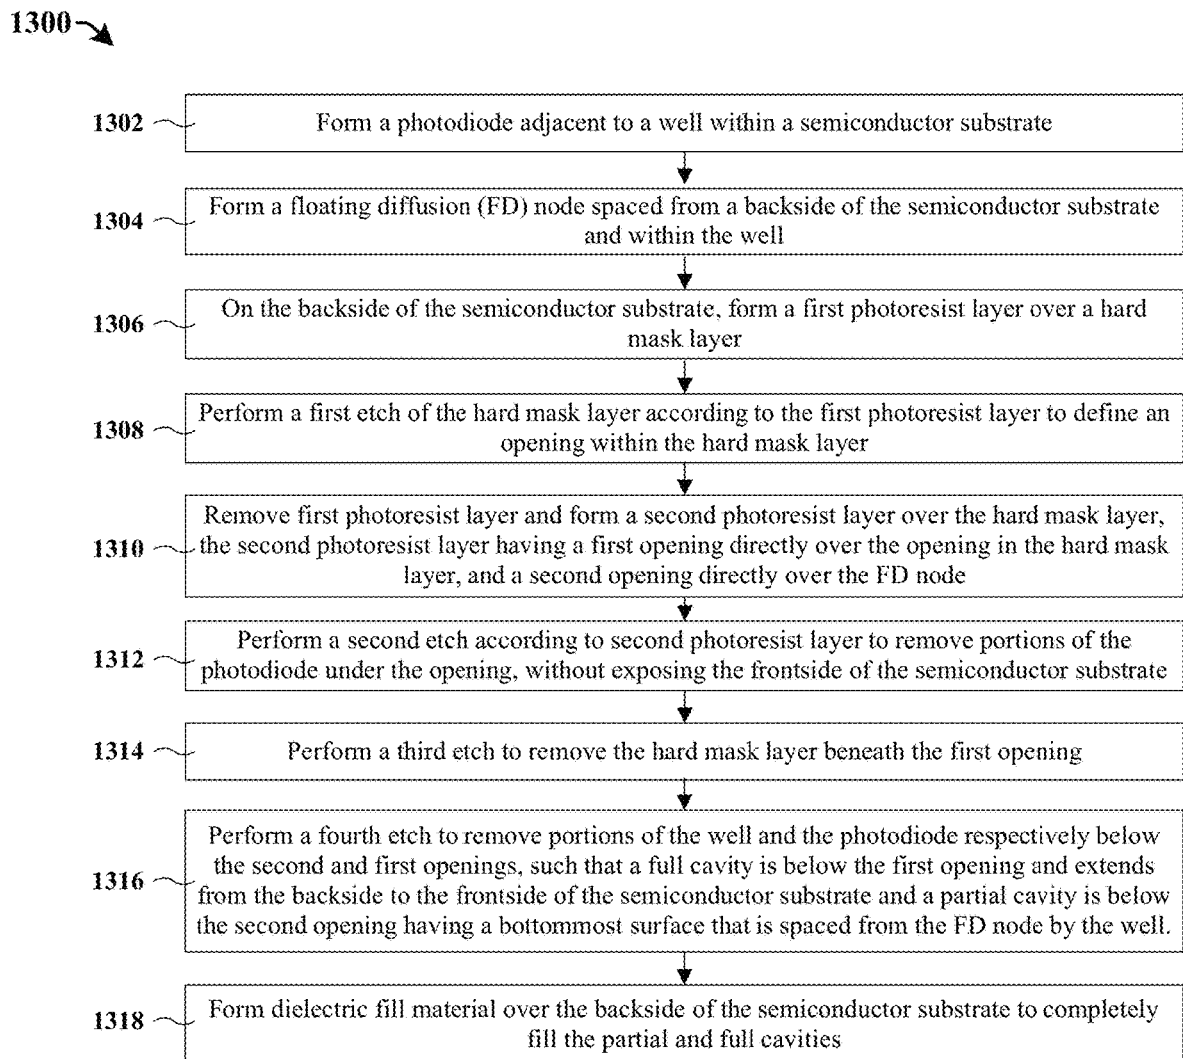 1300
1302
Form a photodiode adjacent to a well within a semiconductor substrate
1304
Form a floating diffusion (FD) node spaced from a backside of the semiconductor substrate
and within the well
1306
On the backside of the semiconductor substrate, form a first photoresist layer over a hard
mask layer
1308
Perform a first etch of the hard mask layer according to the first photoresist layer to define an
opening within the hard mask layer
1310
Remove first photoresist layer and form a second photoresist layer over the hard mask layer,
the second photoresist layer having a first opening directly over the opening in the hard mask
layer, and a second opening directly over the FD node
1312
Perform a second etch according to second photoresist layer to remove portions of the
photodiode under the opening, without exposing the frontside of the semiconductor substrate
1314
Perform a third etch to remove the hard mask layer beneath the first opening
1316
Perform a fourth etch to remove portions of the well and the photodiode respectively below
the second and first openings, such that a full cavity is below the first opening and extends
from the backside to the frontside of the semiconductor substrate and a partial cavity is below
the second opening having a bottommost surface that is spaced from the FD node by the well.
1318
Form dielectric fill material over the backside of the semiconductor substrate to completely
fill the partial and full cavities